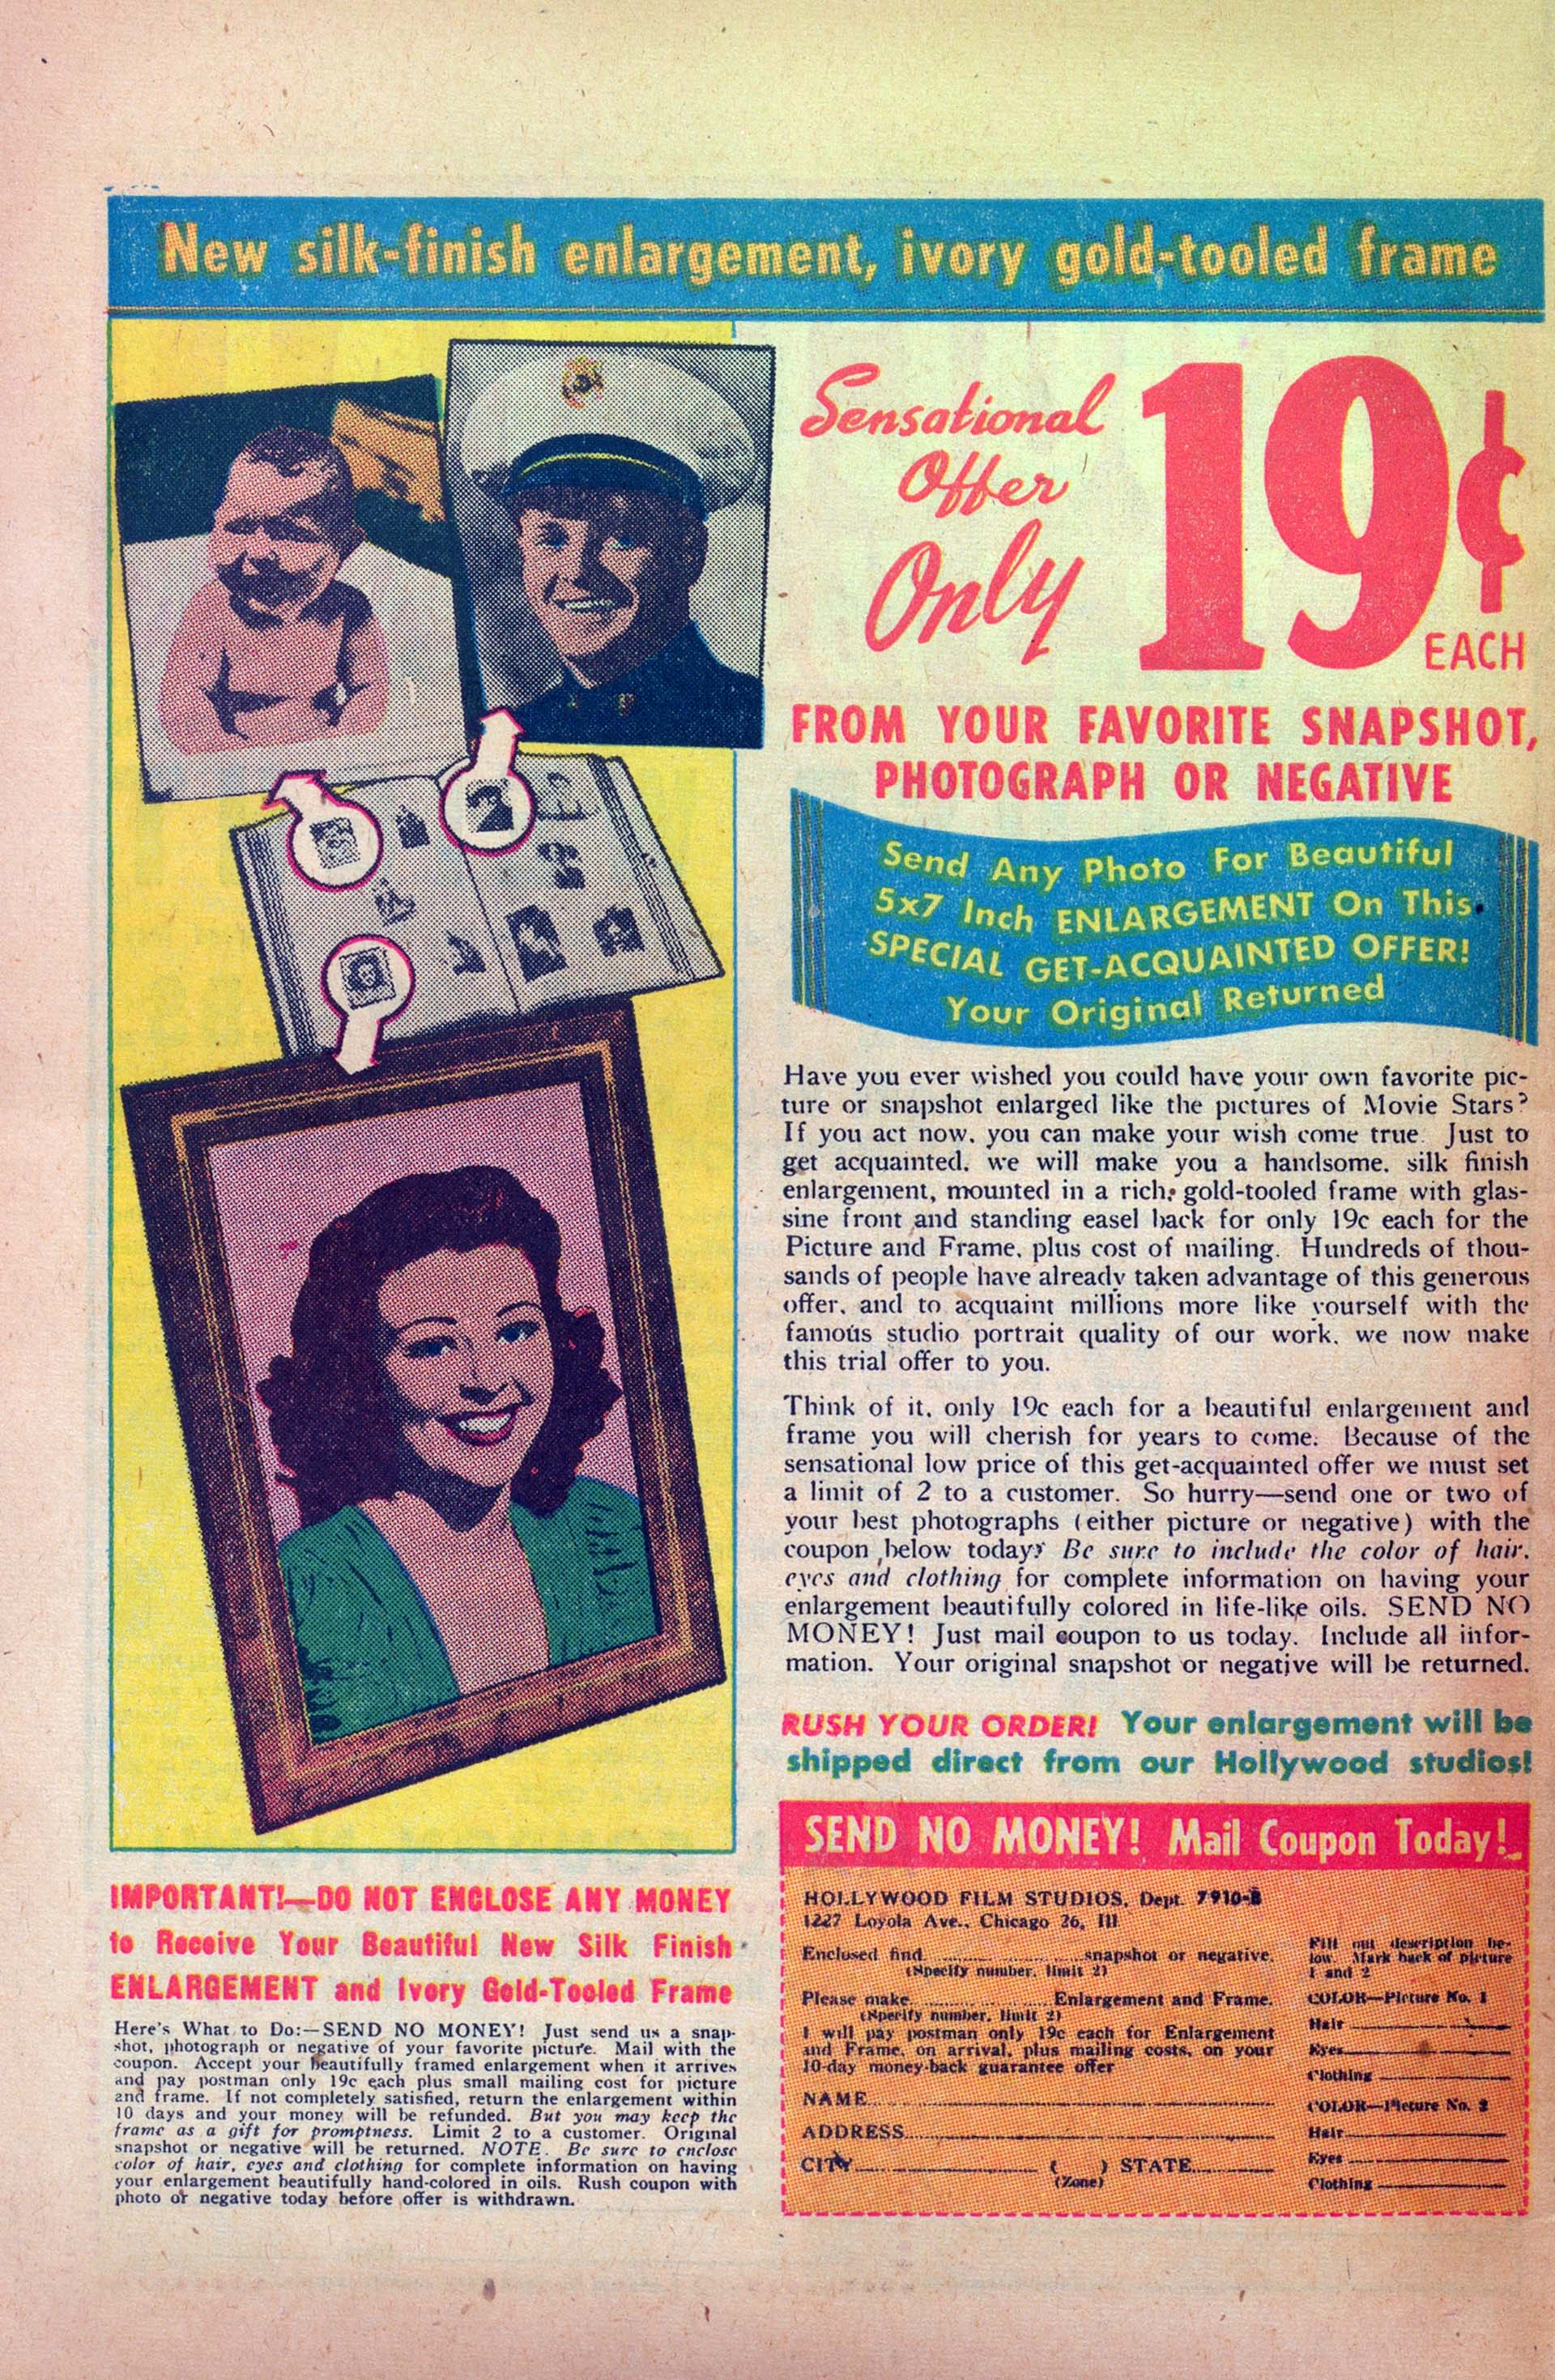 New silk-finish enlargement, ivory gold-tooled frame
Sensational
Offer
Only
19¢
EACH
FROM YOUR FAVORITE SNAPSHOT,
PHOTOGRAPH OR NEGATIVE
Send Any Photo For Beautiful
5x7 Inch ENLARGEMENT On This
SPECIAL GET-ACQUAINTED OFFER!
Your Original Returned
Have you ever wished you could have your own favorite pic-
ture or snapshot enlarged like the pictures of Movie Stars?
If you act now, you can make your wish come true. Just to
get acquainted, we will make you a handsome, silk finish
enlargement, mounted in a rich, gold-tooled frame with glas-
sine front and standing easel back for only 19c each for the
Picture and Frame, plus cost of mailing. Hundreds of thou-
sands of people have already taken advantage of this generous
offer, and to acquaint millions more like yourself with the
famous studio portrait quality of our work, we now make
this trial offer to you.
Think of it, only 19c each for a beautiful enlargement and
frame you will cherish for years to come. Because of the
sensational low price of this get-acquainted offer we must set
a limit of 2 to a customer. So hurry—send one or two of
your best photographs (either picture or negative) with the
coupon below today. Be sure to include the color of hair,
eyes and clothing for complete information on having your
enlargement beautifully colored in life-like oils. SEND NO
MONEY! Just mail coupon to us today. Include all infor-
mation. Your original snapshot or negative will be returned.
RUSH YOUR ORDER! Your enlargement will be
shipped direct from our Hollywood studios!
IMPORTANT!—DO NOT ENCLOSE ANY MONEY
to Receive Your Beautiful New Silk Finish
ENLARGEMENT and Ivory Gold-Tooled Frame
Here's What to Do:—SEND NO MONEY! Just send us a snap-
shot, photograph or negative of your favorite picture. Mail with the
coupon. Accept your beautifully framed enlargement when it arrives
and pay postman only 19c each plus small mailing cost for picture
and frame. If not completely satisfied, return the enlargement within
10 days and your money will be refunded. But you may keep the
frame as a gift for promptness. Limit 2 to a customer. Original
snapshot or negative will be returned. NOTE. Be sure to enclose
color of hair, eyes and clothing for complete information on having
your enlargement beautifully hand-colored in oils. Rush coupon with
photo or negative today before offer is withdrawn.
SEND NO MONEY! Mail Coupon Today!
HOLLYWOOD FILM STUDIOS, Dept. 7910-B
1227 Loyola Ave., Chicago 26, Ill
Enclosed find..............................snapshot or negative.
(Specify number, limit 2)
Please make..........................Enlargement and Frame.
(Specify number, limit 2)
I will pay postman only 19c each for Enlargement
and Frame, on arrival, plus mailing costs, on your
10-day money-back guarantee offer
NAME
ADDRESS
CITY ( ) STATE
(Zone)
Fill out description be-
low. Mark back of picture
1 and 2
COLOR—Picture No. 1
Hair
Eyes
Clothing
COLOR—Picture No. 2
Hair
Eyes
Clothing